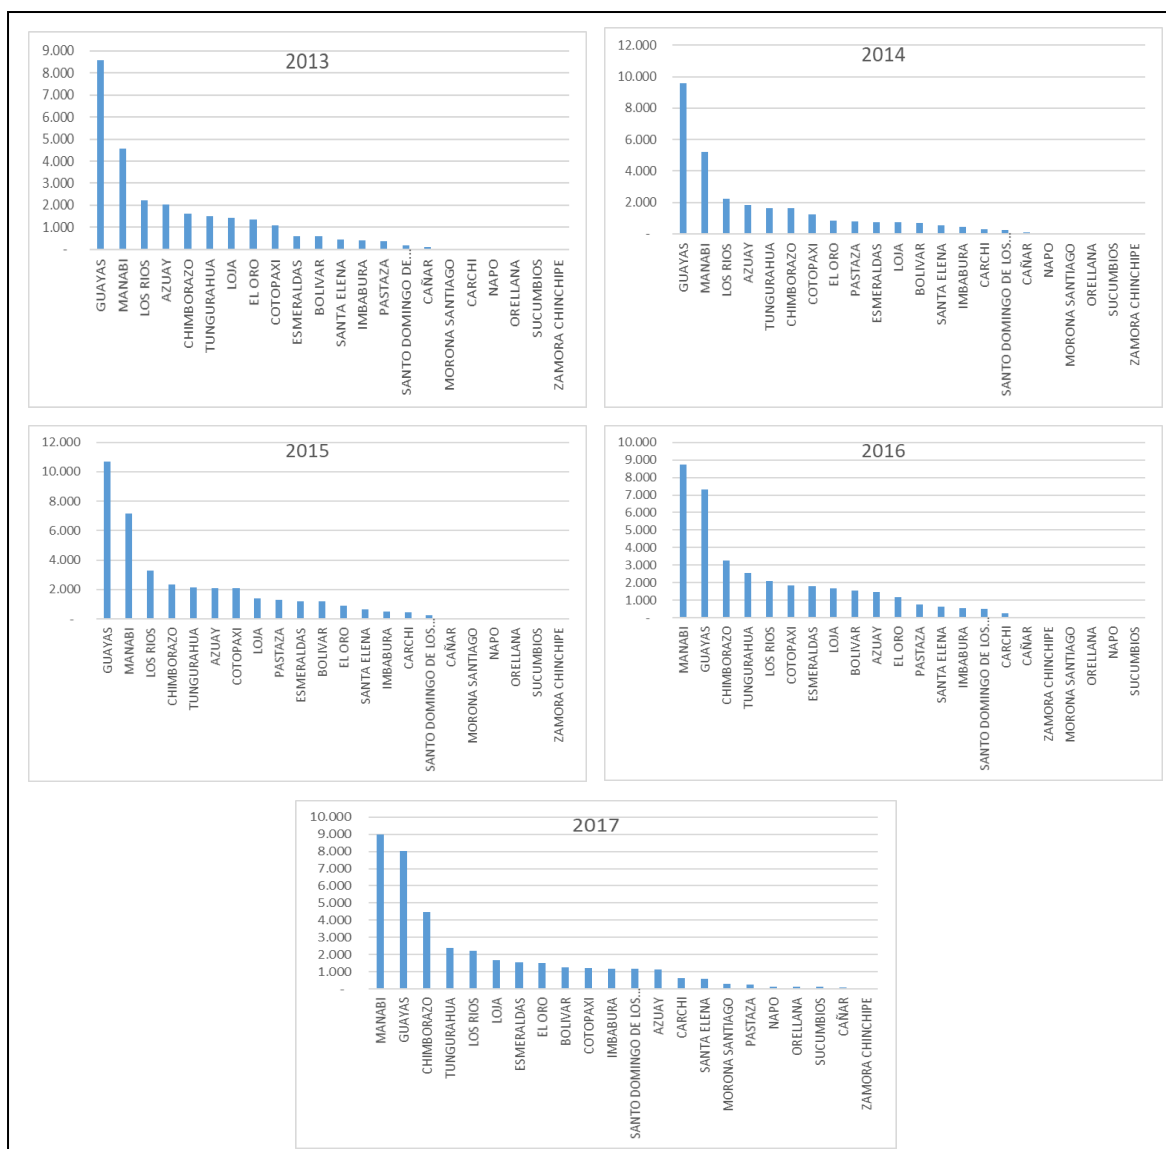 2013
9.000
8.000
7.000
6.000
5.000
4.000
3.000
2.000
1.000
-
GUAYAS
MANABI
LOS RIOS
AZUAY
CHIMBORAZO
TUNGURAHUA
LOJA
EL ORO
COTOPAXI
ESMERALDAS
BOLIVAR
SANTA ELENA
IMBABURA
PASTAZA
SANTO DOMINGO DE...
CAÑAR
MORONA SANTIAGO
CARCHI
NAPO
ORELLANA
SUCUMBIOS
ZAMORA CHINCHIPE
2014
12.000
10.000
8.000
6.000
4.000
2.000
-
GUAYAS
MANABI
LOS RIOS
AZUAY
TUNGURAHUA
CHIMBORAZO
COTOPAXI
EL ORO
PASTAZA
ESMERALDAS
LOJA
BOLIVAR
SANTA ELENA
IMBABURA
CARCHI
SANTO DOMINGO DE LOS...
CAÑAR
NAPO
MORONA SANTIAGO
ORELLANA
SUCUMBIOS
ZAMORA CHINCHIPE
2015
12.000
10.000
8.000
6.000
4.000
2.000
-
GUAYAS
MANABI
LOS RIOS
CHIMBORAZO
TUNGURAHUA
AZUAY
COTOPAXI
LOJA
PASTAZA
ESMERALDAS
BOLIVAR
EL ORO
SANTA ELENA
IMBABURA
CARCHI
SANTO DOMINGO DE LOS...
CAÑAR
MORONA SANTIAGO
NAPO
ORELLANA
SUCUMBIOS
ZAMORA CHINCHIPE
2016
10.000
9.000
8.000
7.000
6.000
5.000
4.000
3.000
2.000
1.000
-
MANABI
GUAYAS
CHIMBORAZO
TUNGURAHUA
LOS RIOS
COTOPAXI
ESMERALDAS
LOJA
BOLIVAR
AZUAY
EL ORO
PASTAZA
SANTA ELENA
IMBABURA
SANTO DOMINGO DE LOS...
CARCHI
CAÑAR
ZAMORA CHINCHIPE
MORONA SANTIAGO
ORELLANA
NAPO
SUCUMBIOS
2017
10.000
9.000
8.000
7.000
6.000
5.000
4.000
3.000
2.000
1.000
-
MANABI
GUAYAS
CHIMBORAZO
TUNGURAHUA
LOS RIOS
LOJA
ESMERALDAS
EL ORO
BOLIVAR
COTOPAXI
IMBABURA
SANTO DOMINGO DE LOS...
AZUAY
CARCHI
SANTA ELENA
MORONA SANTIAGO
PASTAZA
NAPO
ORELLANA
SUCUMBIOS
CAÑAR
ZAMORA CHINCHIPE